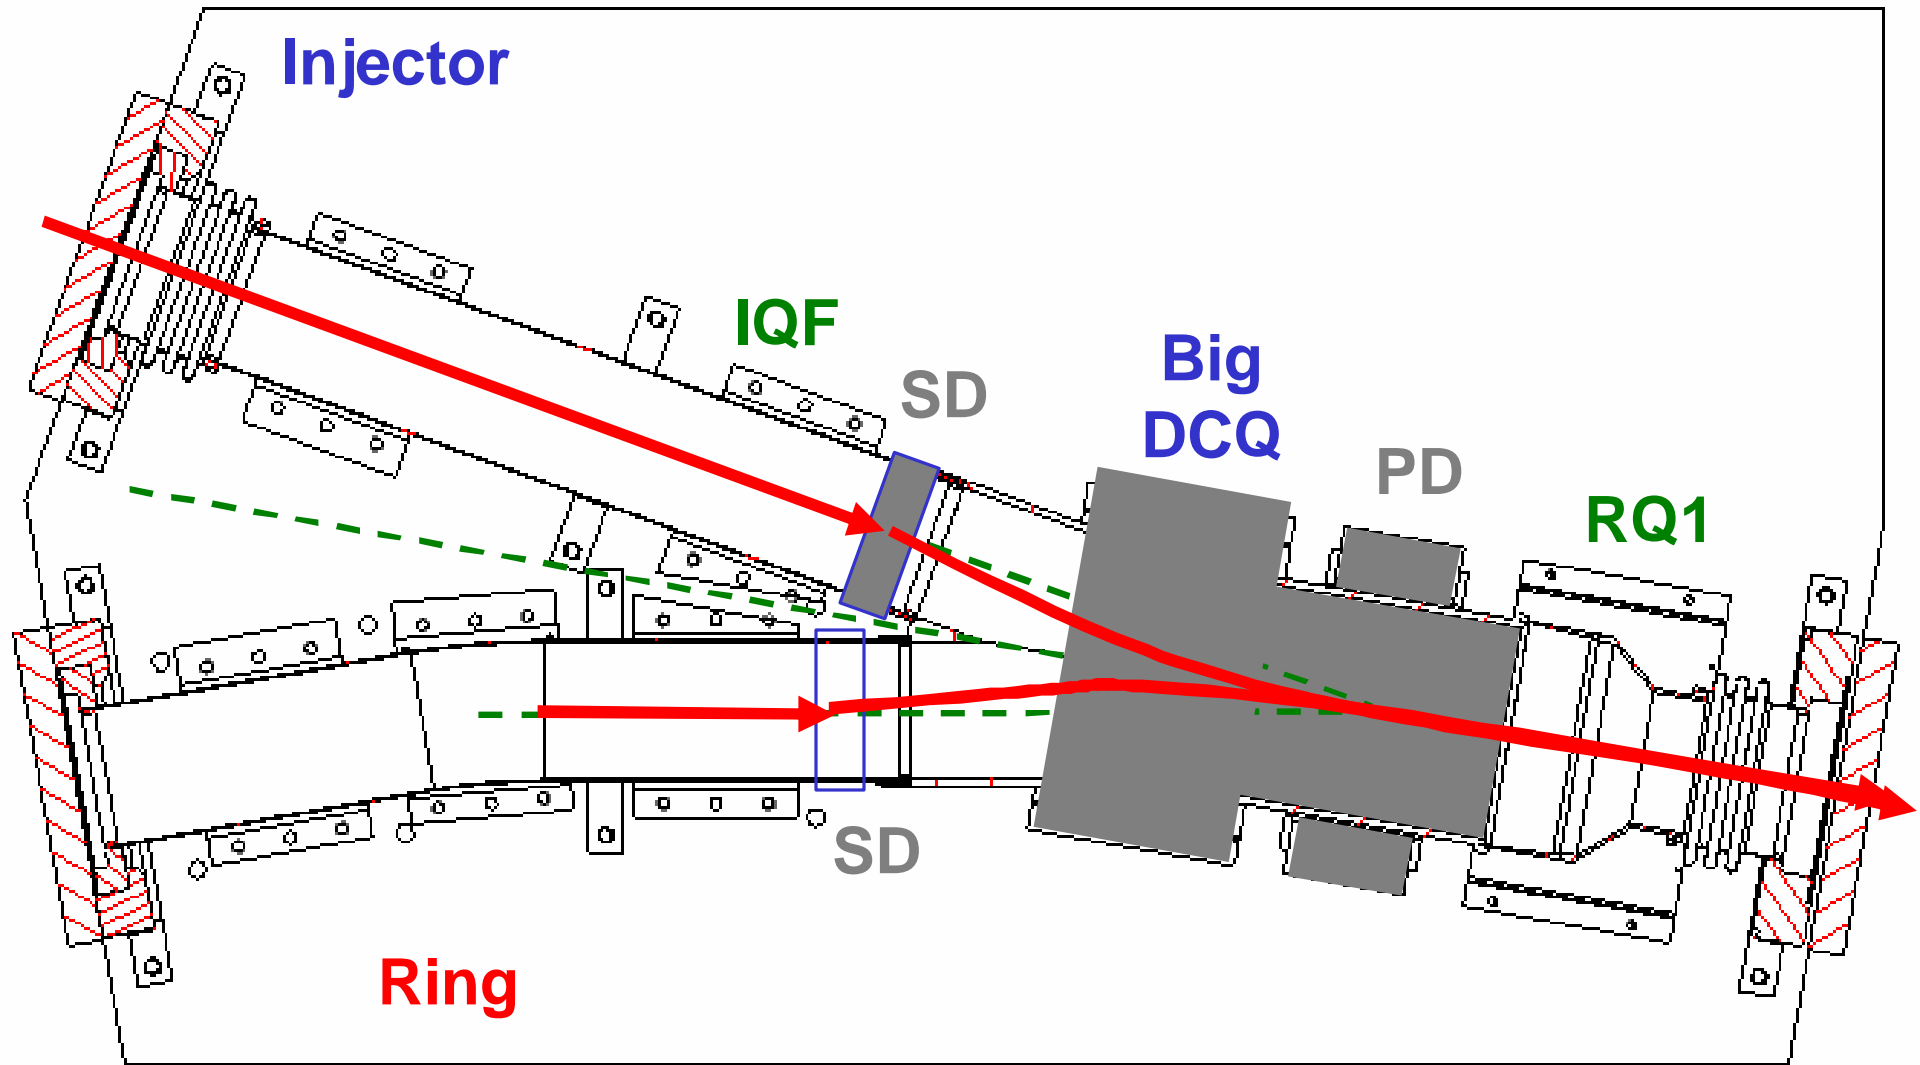 Injector
IQF
SD
Big
DCQ
PD
RQ1
SD
Ring